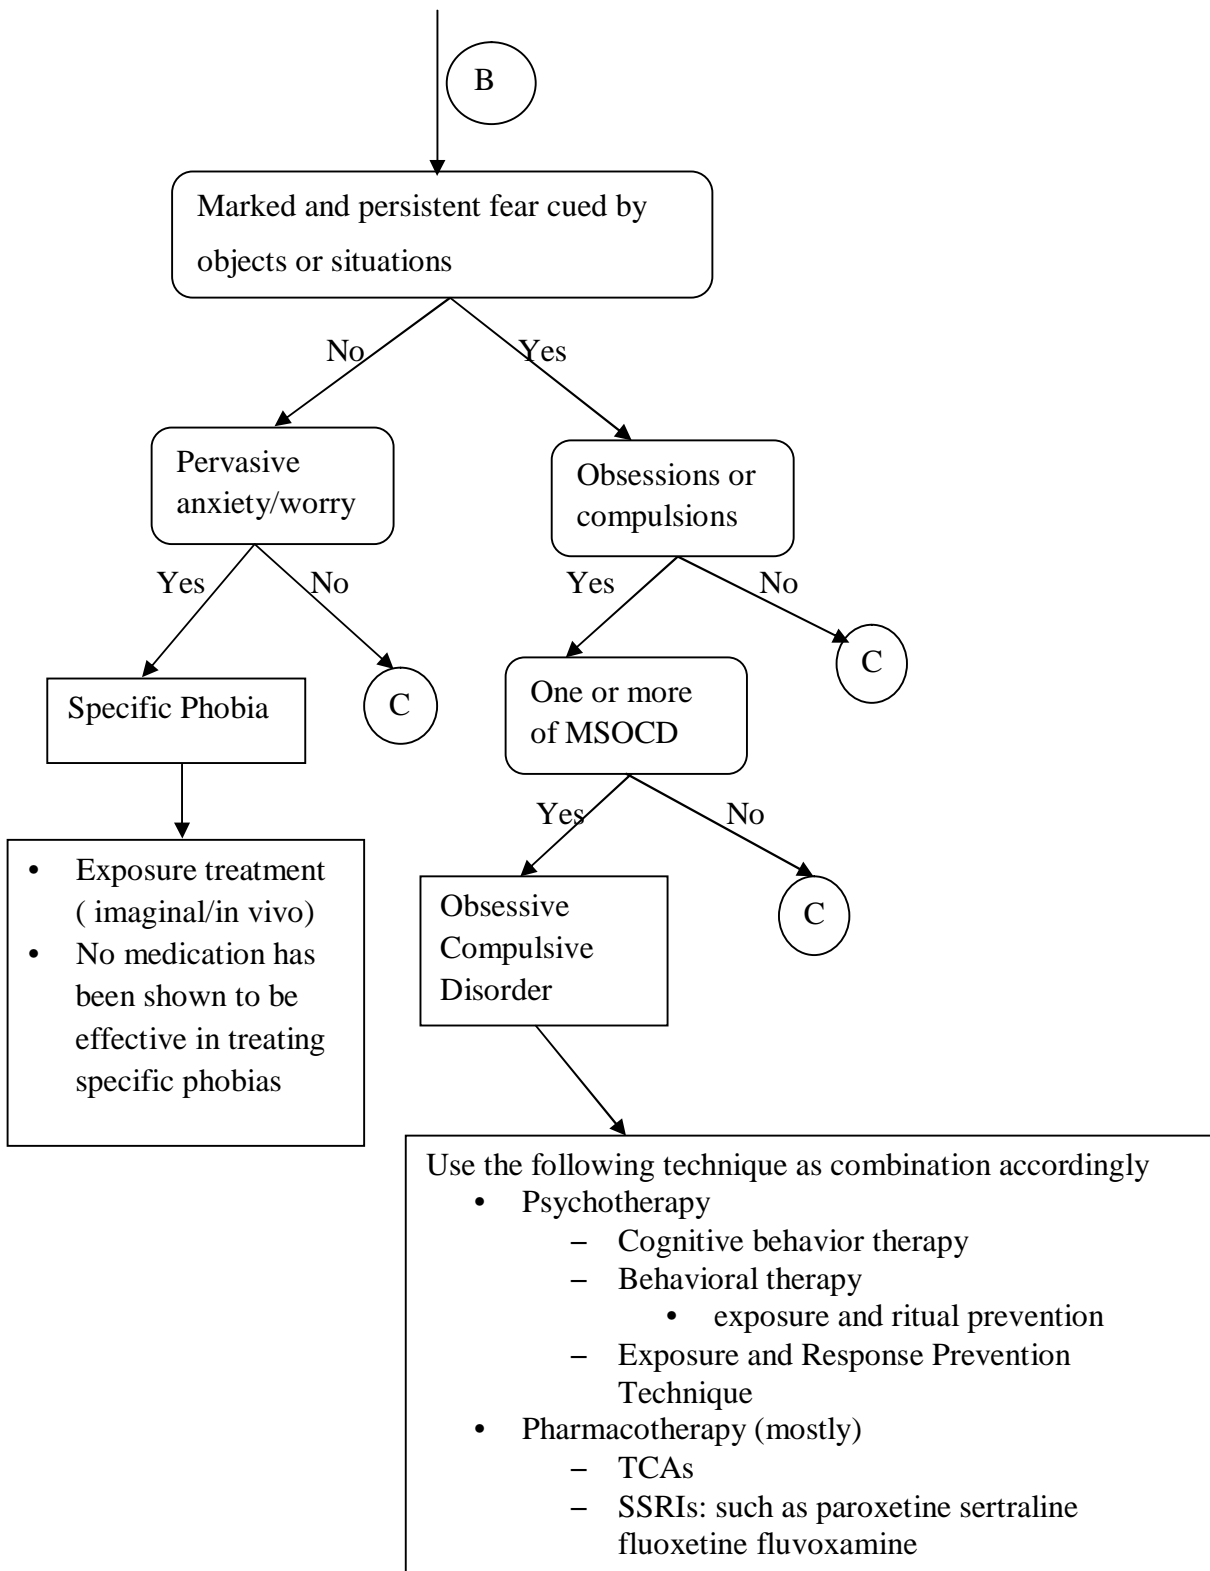 B
Marked and persistent fear cued by
objects or situations
No
Yes
Pervasive
anxiety/worry
Obsessions or
compulsions
Yes
No
Yes
No
Specific Phobia
C
One or more
of MSOCD
C
Yes
No
• Exposure treatment
( imaginal/in vivo)
• No medication has
been shown to be
effective in treating
specific phobias
Obsessive
Compulsive
Disorder
C
Use the following technique as combination accordingly
• Psychotherapy
– Cognitive behavior therapy
– Behavioral therapy
• exposure and ritual prevention
– Exposure and Response Prevention
Technique
• Pharmacotherapy (mostly)
– TCAs
– SSRIs: such as paroxetine sertraline
fluoxetine fluvoxamine